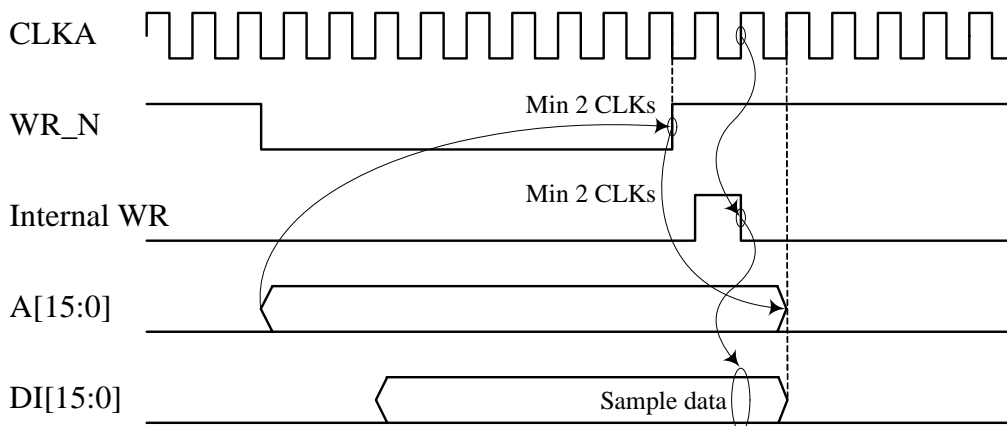 CLKA
Min 2 CLKs
WR_N
Min 2 CLKs
Internal WR
A[15:0]
DI[15:0]
Sample data